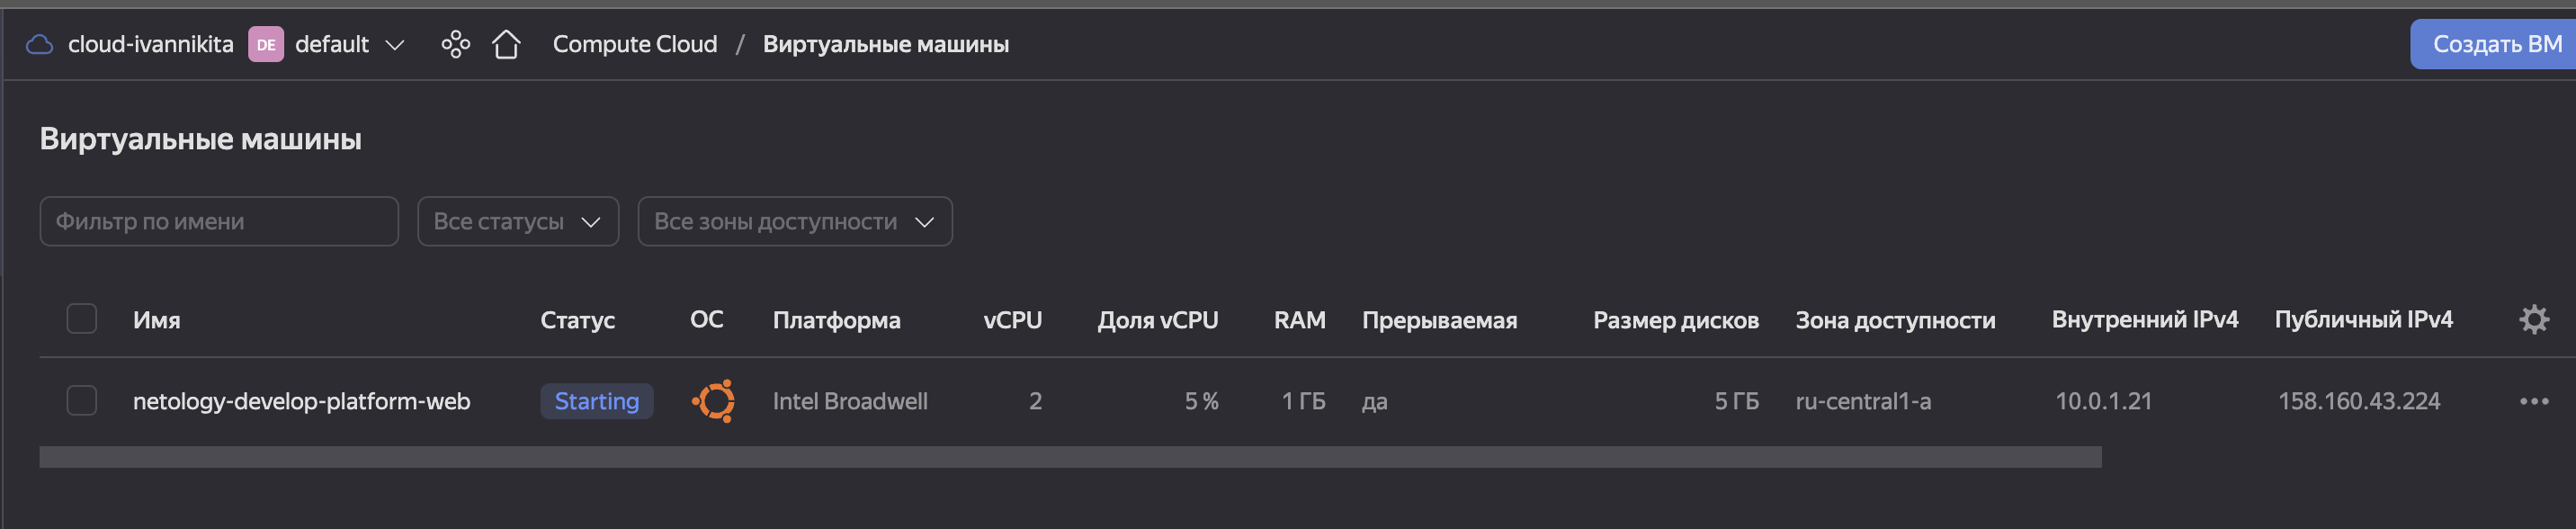 cloud-ivannikita DE default Compute Cloud / Виртуальные машины Создать ВМ
Виртуальные машины
Фильтр по имени Все статусы Все зоны доступности
Имя Статус ОС Платформа vCPU Доля vCPU RAM Прерываемая Размер дисков Зона доступности Внутренний IPv4 Публичный IPv4
netology-develop-platform-web Starting Intel Broadwell 2 5 % 1 ГБ да 5 ГБ ru-central1-a 10.0.1.21 158.160.43.224